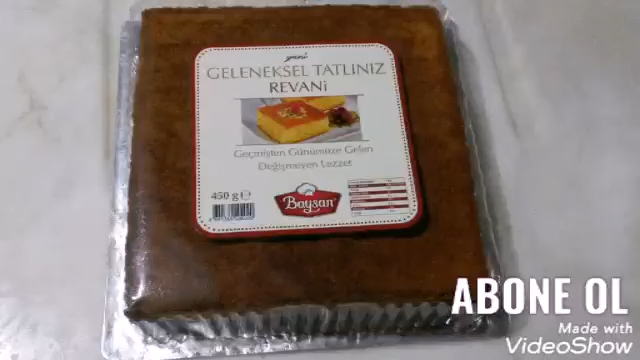 yeni
GELENEKSEL TATLINIZ
REVANi
Geçmişten Günümüze Gelen
Değişmeyen Lezzet
450 g e
Baysan
ABONE OL
Made with
VideoShow